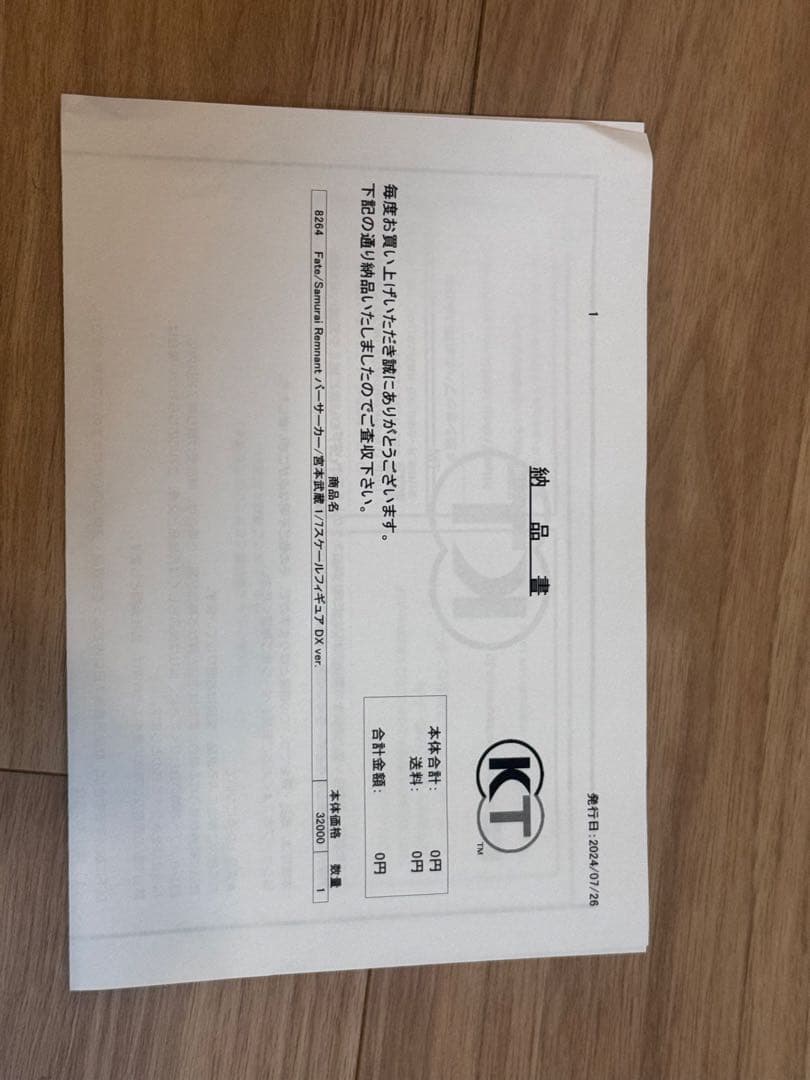 1
発行日:2024/07/26
納 品 書
KT
TM
毎度お買い上げいただき誠にありがとうございます。
下記の通り納品いたしましたのでご査収下さい。
本体合計: 0円
送料: 0円
合計金額: 0円
商品名 本体価格 数量
8264 Fate/Samurai Remnant バーサーカー/宮本武蔵 1/7スケールフィギュア DX ver. 32000 1